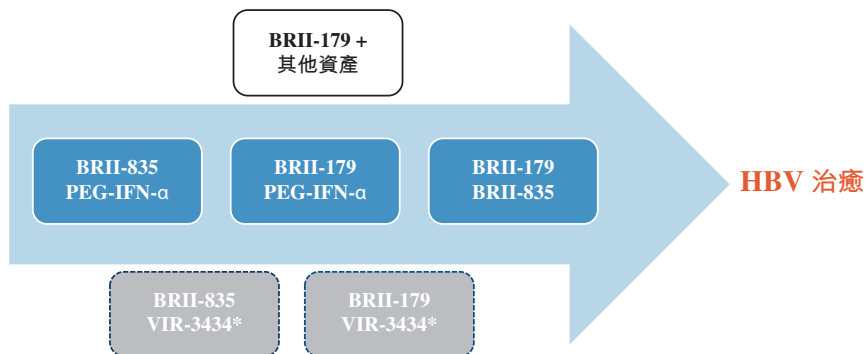 BRII-179 +
其他資產
BRII-835
PEG-IFN-α
BRII-179
PEG-IFN-α
BRII-179
BRII-835
HBV 治癒
BRII-835
VIR-3434*
BRII-179
VIR-3434*